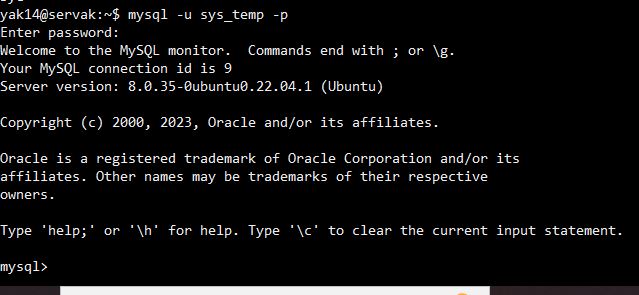 yak14@servak:~$ mysql -u sys_temp -p
Enter password:
Welcome to the MySQL monitor.  Commands end with ; or \g.
Your MySQL connection id is 9
Server version: 8.0.35-0ubuntu0.22.04.1 (Ubuntu)
Copyright (c) 2000, 2023, Oracle and/or its affiliates.
Oracle is a registered trademark of Oracle Corporation and/or its
affiliates. Other names may be trademarks of their respective
owners.
Type 'help;' or '\h' for help. Type '\c' to clear the current input statement.
mysql>